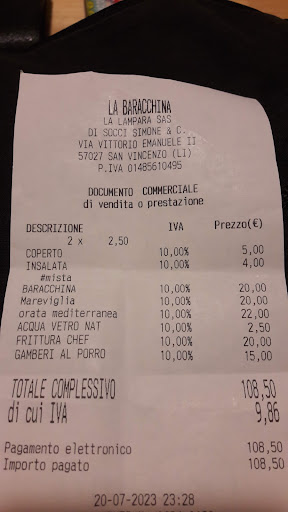 LA BARACCHINA
LA LAMPARA SAS
DI SOCCI SIMONE & C.
VIA VITTORIO EMANUELE II
57027 SAN VINCENZO (LI)
P.IVA 01485610495
DOCUMENTO COMMERCIALE
di vendita o prestazione
DESCRIZIONE IVA Prezzo(€)
2 x 2,50
COPERTO 10,00% 5,00
INSALATA 10,00% 4,00
#mista
BARACCHINA 10,00% 20,00
Mareviglia 10,00% 20,00
orata mediterranea 10,00% 22,00
ACQUA VETRO NAT 10,00% 2,50
FRITTURA CHEF 10,00% 20,00
GAMBERI AL PORRO 10,00% 15,00
TOTALE COMPLESSIVO 108,50
di cui IVA 9,86
Pagamento elettronico 108,50
Importo pagato 108,50
20-07-2023 23:28